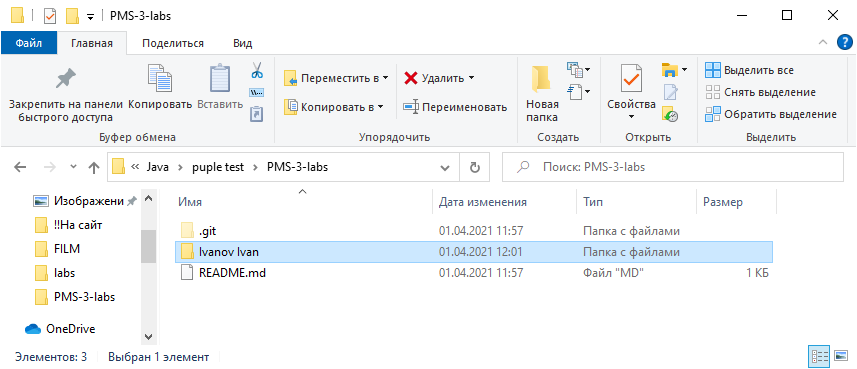 PMS-3-labs
Файл Главная Поделиться Вид
Закрепить на панели быстрого доступа
Копировать
Вставить
Буфер обмена
Переместить в
Копировать в
Удалить
Переименовать
Упорядочить
Новая папка
Создать
Свойства
Открыть
Выделить все
Снять выделение
Обратить выделение
Выделить
« Java › puple test › PMS-3-labs
Поиск: PMS-3-labs
Изображени
!!На сайт
FILM
labs
PMS-3-labs
OneDrive
Имя Дата изменения Тип Размер
.git 01.04.2021 11:57 Папка с файлами
Ivanov Ivan 01.04.2021 12:01 Папка с файлами
README.md 01.04.2021 11:57 Файл "MD" 1 КБ
Элементов: 3 Выбран 1 элемент